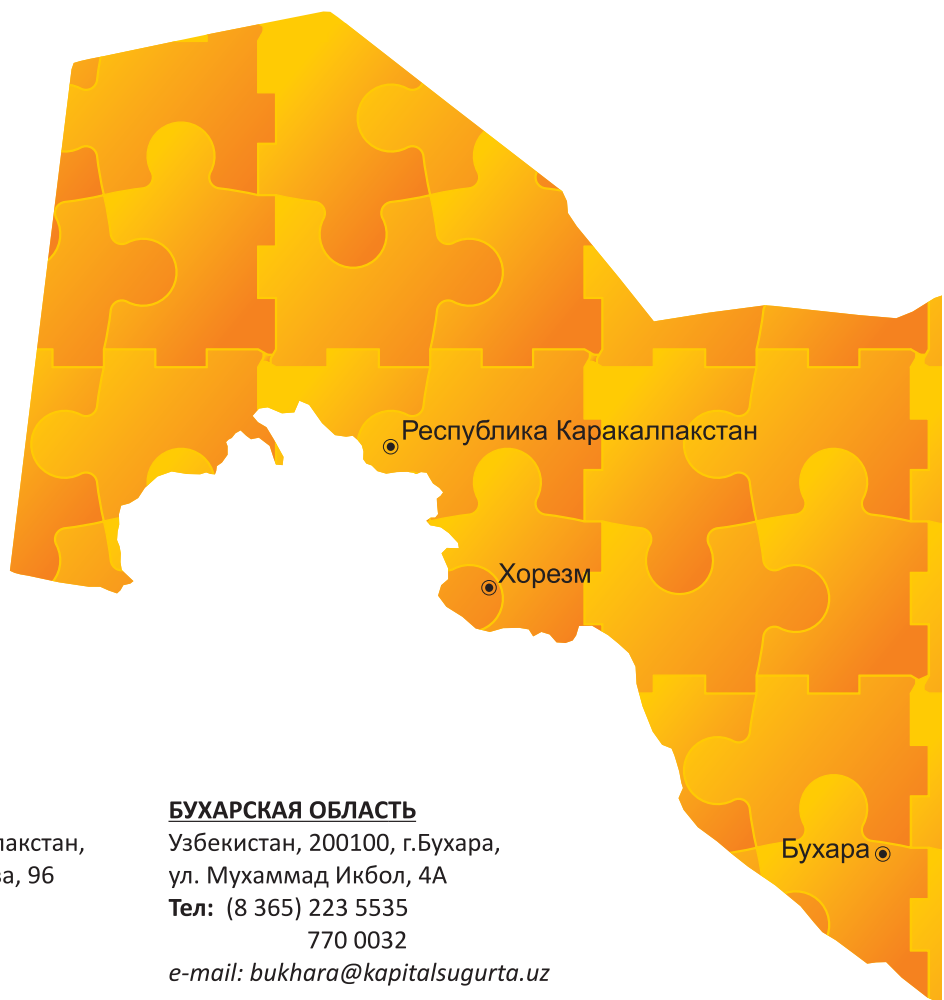 Республика Каракалпакстан
Хорезм
Бухара
96
БУХАРСКАЯ ОБЛАСТЬ
Узбекистан, 200100, г.Бухара,
ул. Мухаммад Икбол, 4А
Тел: (8 365) 223 5535
770 0032
e-mail: bukhara@kapitalsugurta.uz